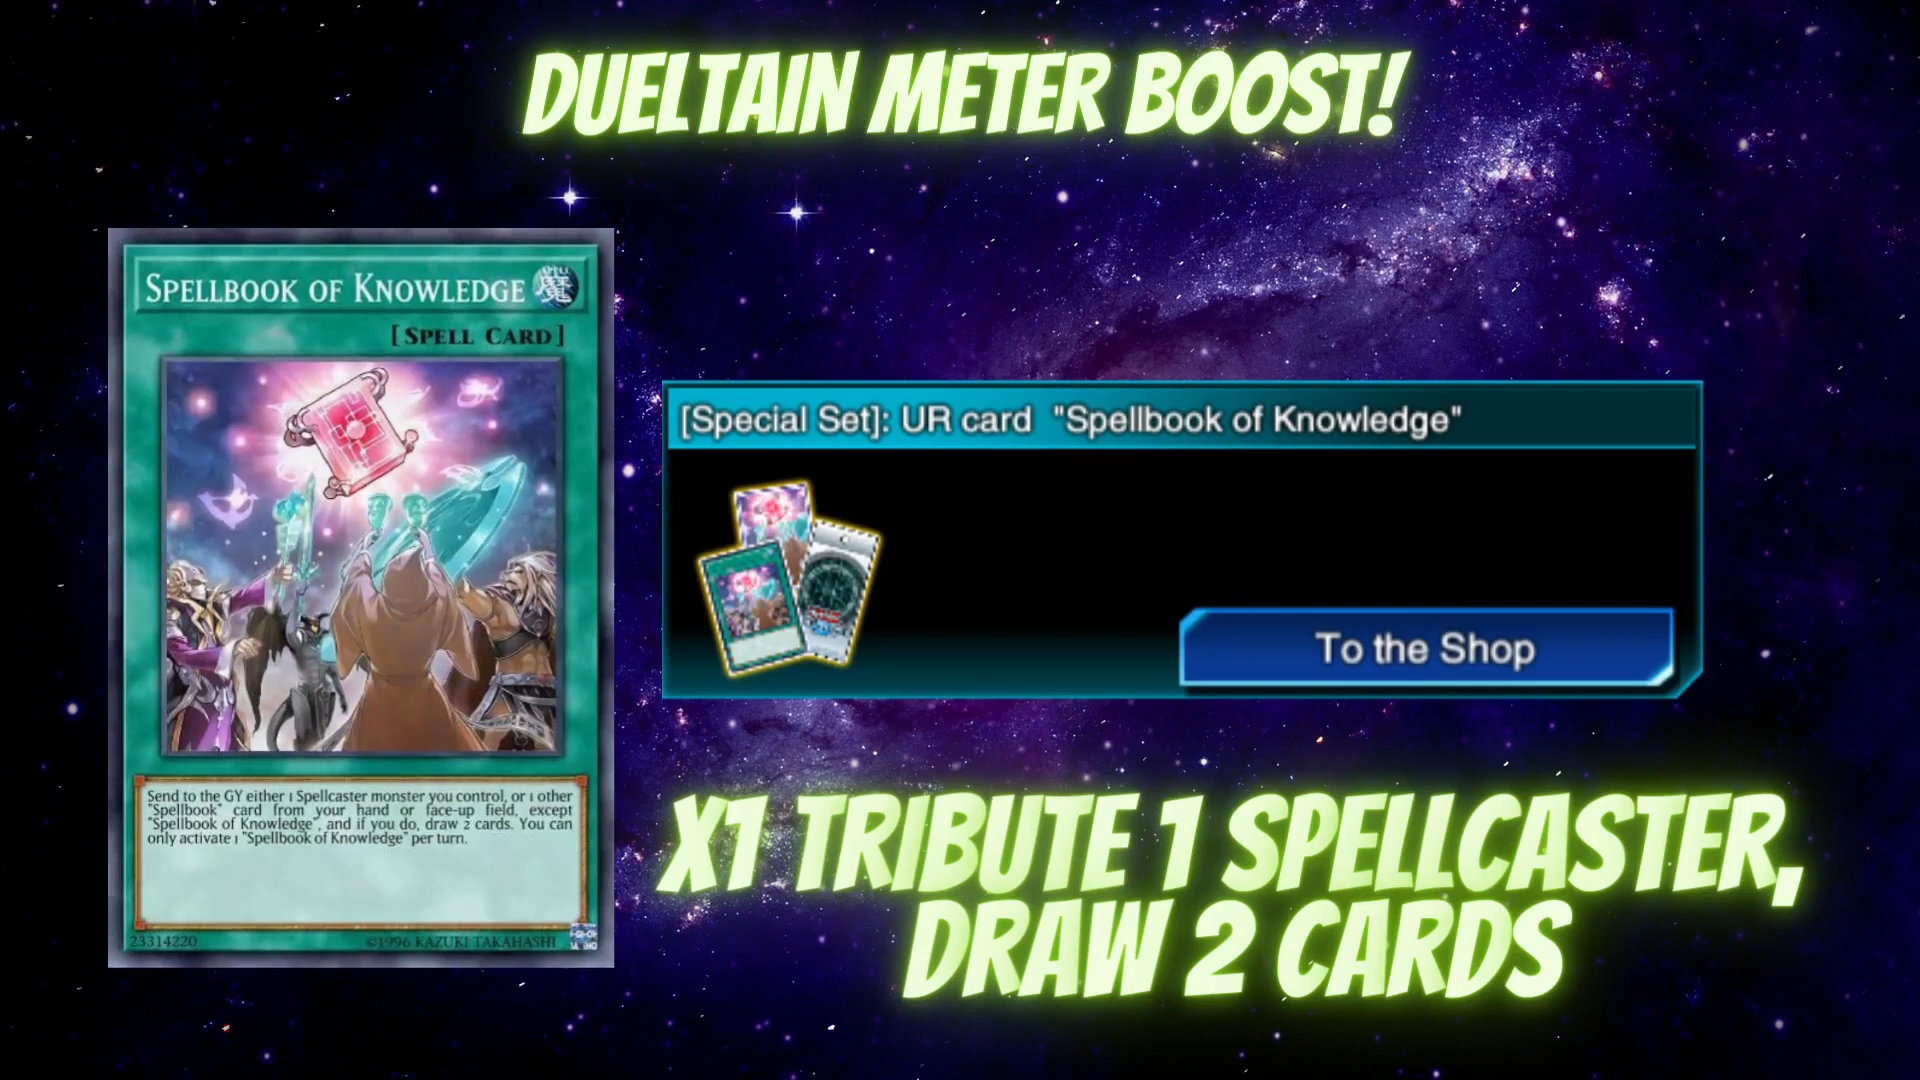 DUELTAIN METER BOOST!
SPELLBOOK OF KNOWLEDGE 魔
[ SPELL CARD ]
Send to the GY either 1 Spellcaster monster you control, or 1 other
"Spellbook" card from your hand or face-up field, except
"Spellbook of Knowledge", and if you do, draw 2 cards. You can
only activate 1 "Spellbook of Knowledge" per turn.
23314220
©1996 KAZUKI TAKAHASHI
[Special Set]: UR card "Spellbook of Knowledge"
To the Shop
X1 TRIBUTE 1 SPELLCASTER,
DRAW 2 CARDS